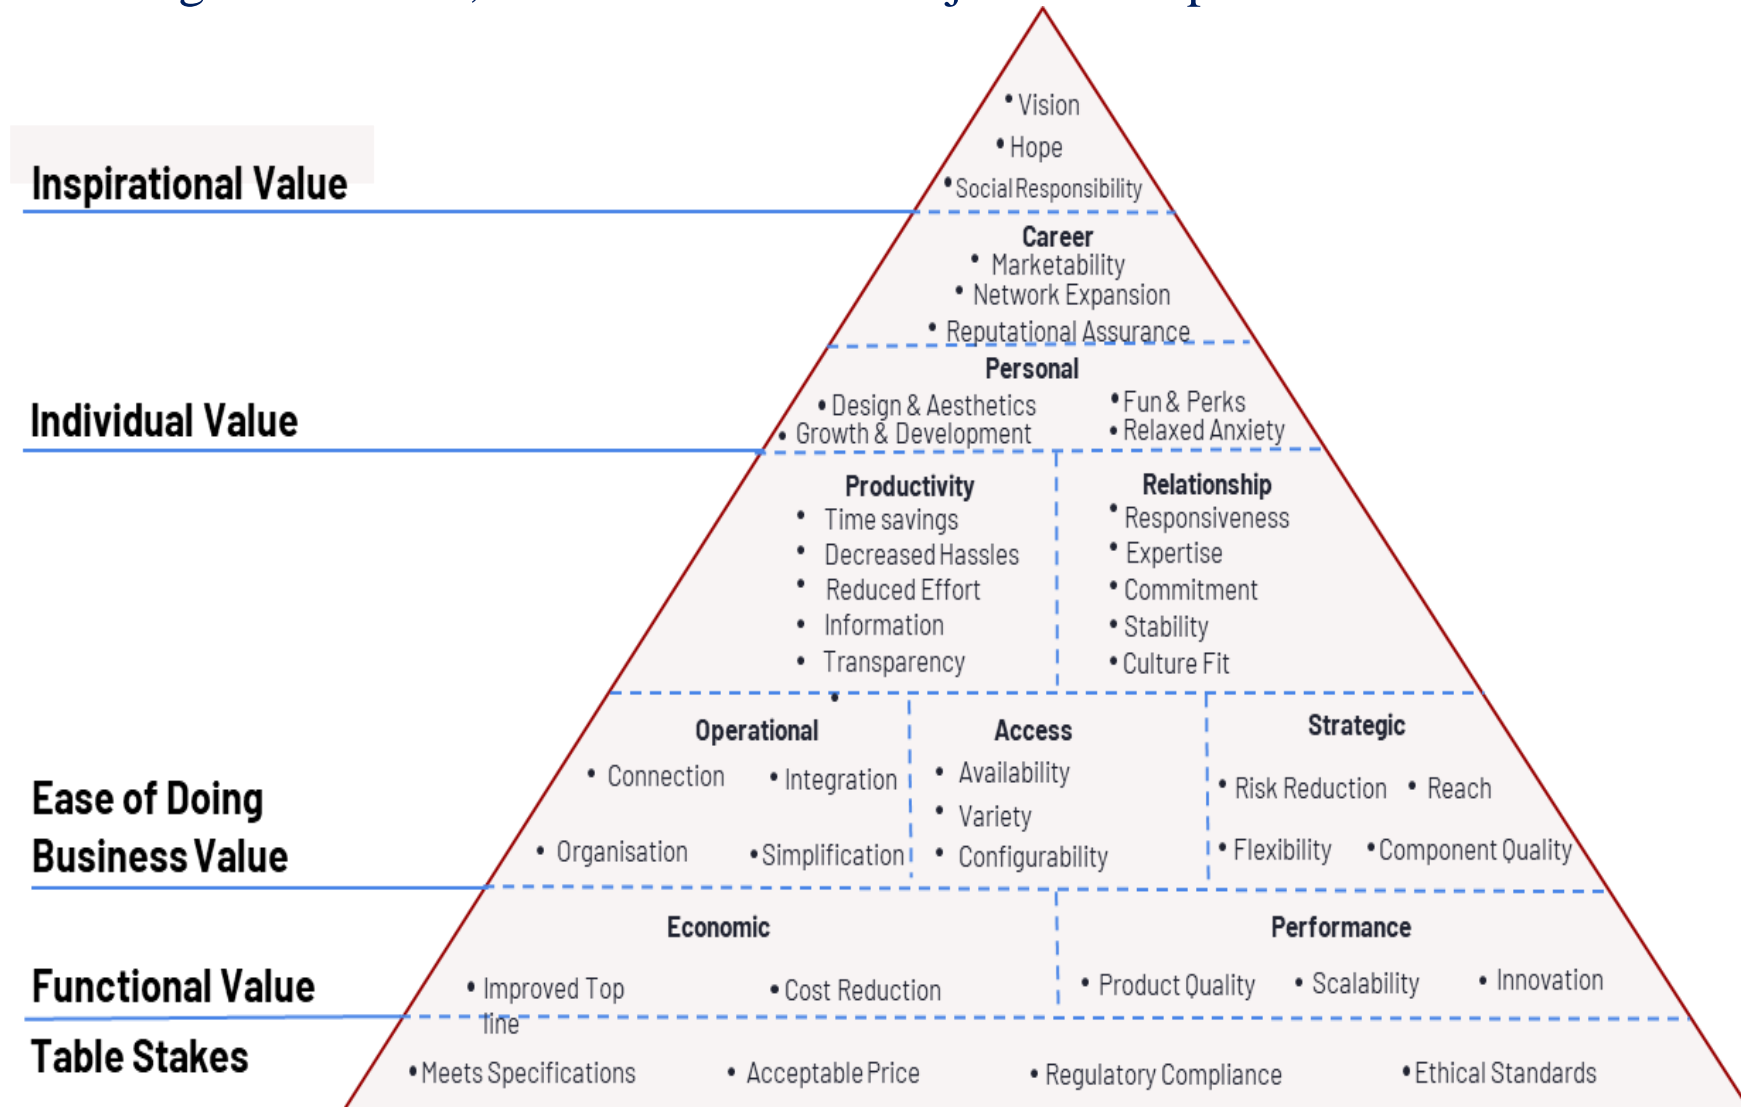 • Vision
• Hope
• Social Responsibility
Inspirational Value
Career
• Marketability
• Network Expansion
• Reputational Assurance
Personal
• Design & Aesthetics • Fun & Perks
• Growth & Development • Relaxed Anxiety
Individual Value
Productivity
• Time savings
• Decreased Hassles
• Reduced Effort
• Information
• Transparency
•
Relationship
• Responsiveness
• Expertise
• Commitment
• Stability
• Culture Fit
Operational
• Connection • Integration
• Organisation • Simplification
Access
• Availability
• Variety
• Configurability
Strategic
• Risk Reduction • Reach
• Flexibility • Component Quality
Ease of Doing
Business Value
Economic
• Improved Top
line
• Cost Reduction
Performance
• Product Quality • Scalability • Innovation
Functional Value
Table Stakes
• Meets Specifications • Acceptable Price • Regulatory Compliance • Ethical Standards